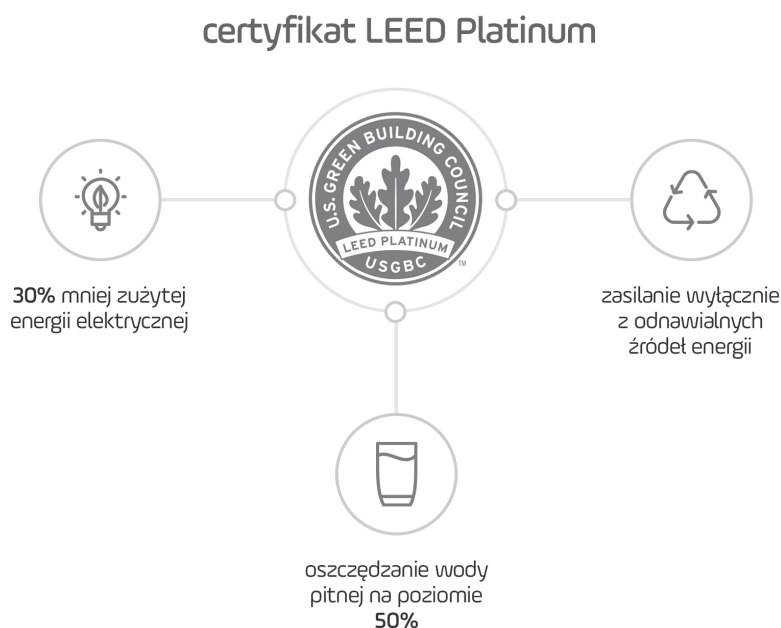 certyfikat LEED Platinum
U.S. GREEN BUILDING COUNCIL
LEED PLATINUM
USGBC
TM
30% mniej zużytej
energii elektrycznej
zasilanie wyłącznie
z odnawialnych
źródeł energii
oszczędzanie wody
pitnej na poziomie
50%